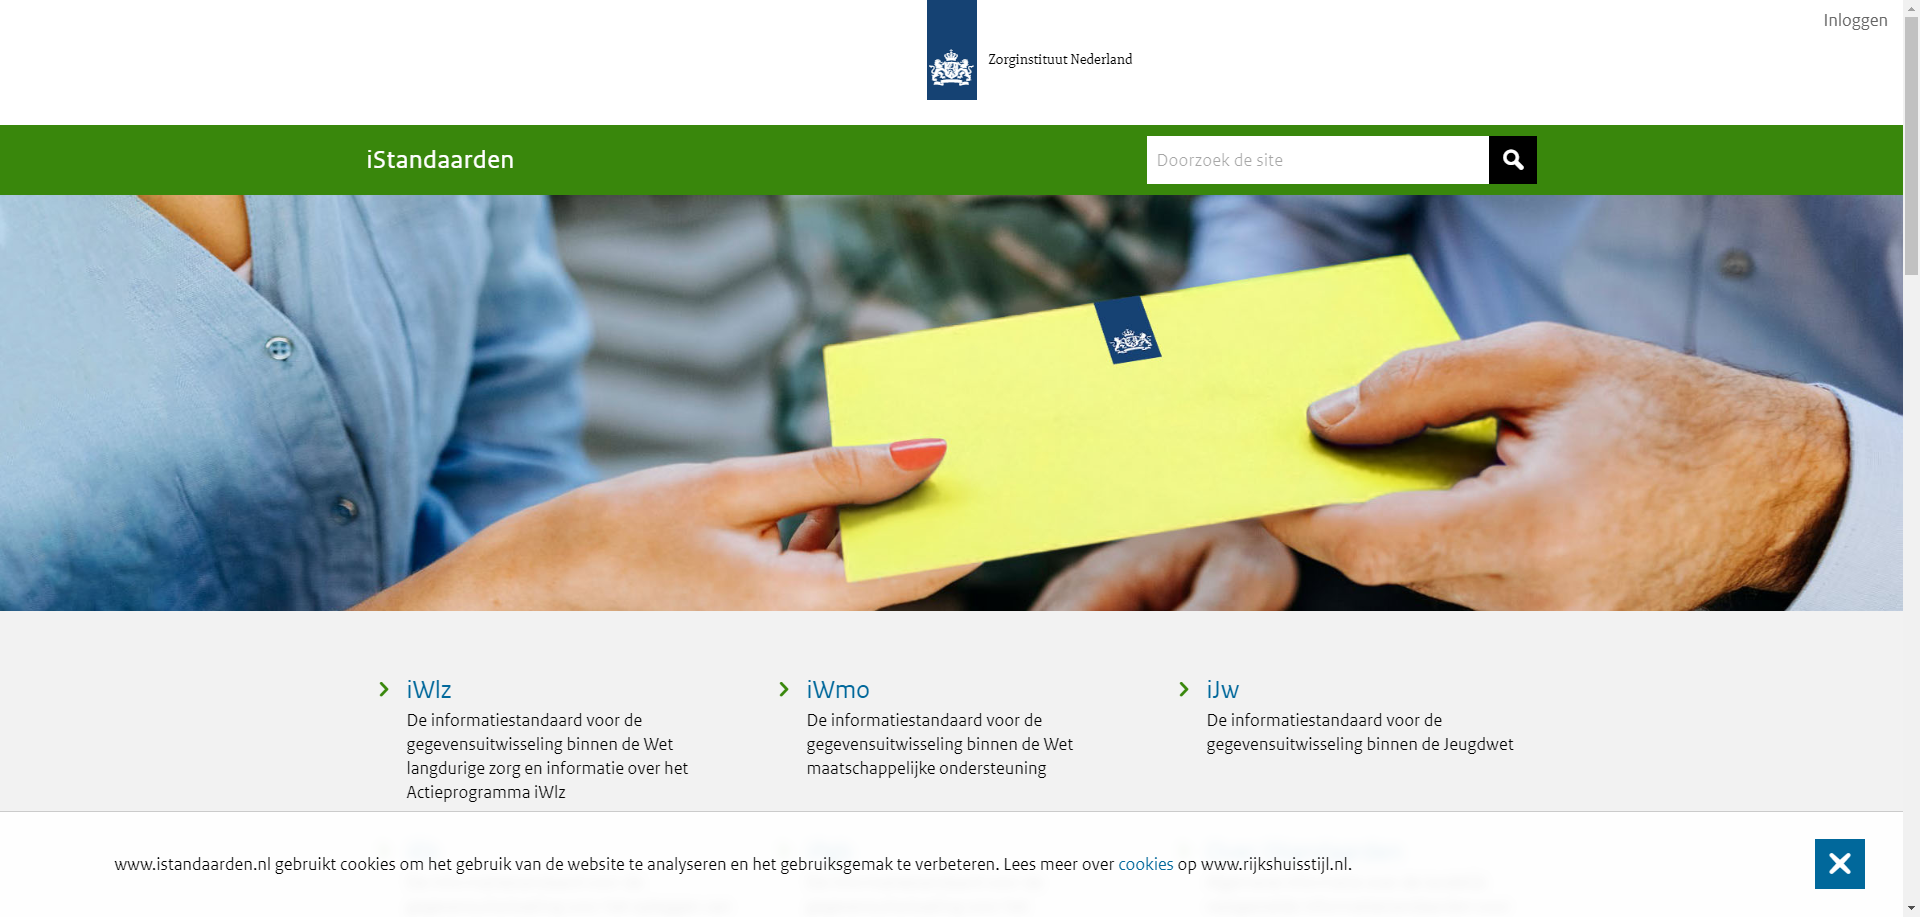 Inloggen
Zorginstituut Nederland
iStandaarden
Doorzoek de site
iWlz
De informatiestandaard voor de
gegevensuitwisseling binnen de Wet
langdurige zorg en informatie over het
Actieprogramma iWlz
iWmo
De informatiestandaard voor de
gegevensuitwisseling binnen de Wet
maatschappelijke ondersteuning
iJw
De informatiestandaard voor de
gegevensuitwisseling binnen de Jeugdwet
www.istandaarden.nl gebruikt cookies om het gebruik van de website te analyseren en het gebruiksgemak te verbeteren. Lees meer over cookies op www.rijkshuisstijl.nl.